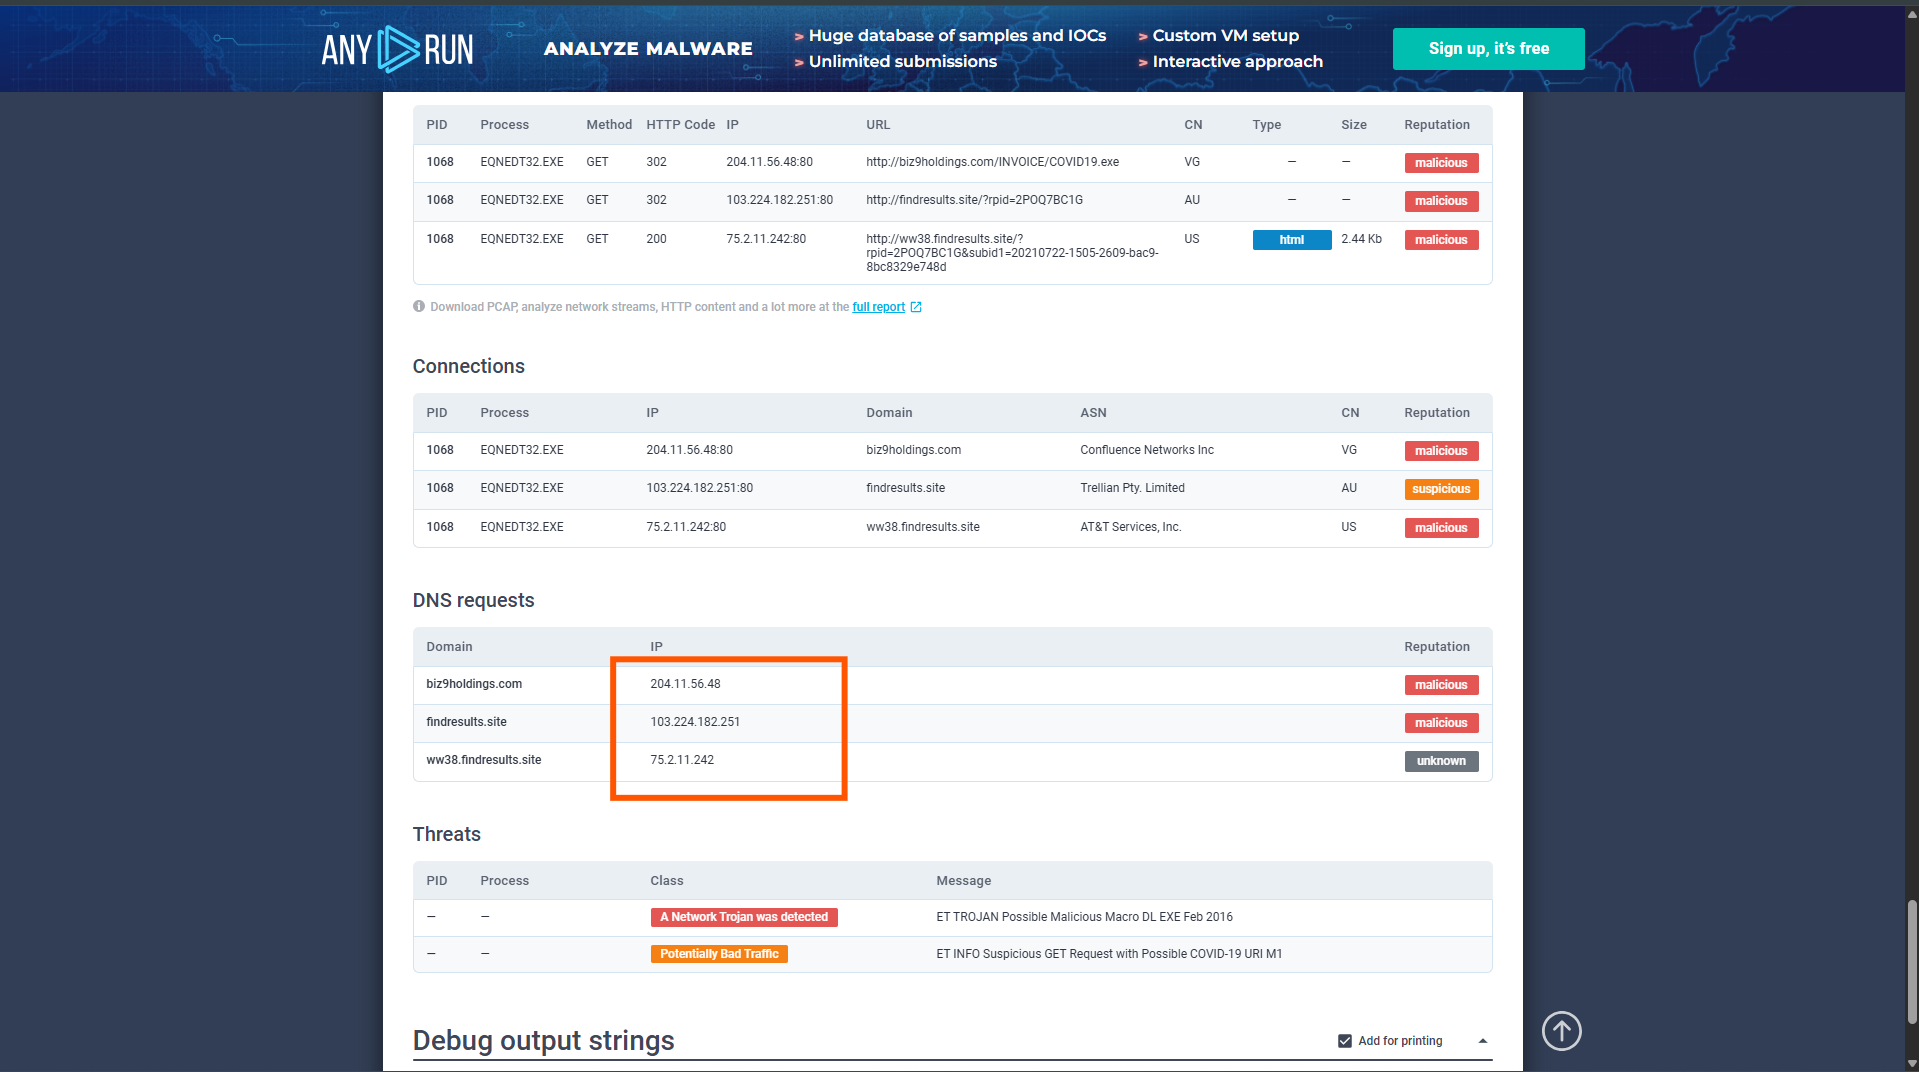 ANY RUN
ANALYZE MALWARE
> Huge database of samples and IOCs
> Unlimited submissions
> Custom VM setup
> Interactive approach
Sign up, it's free
PID Process Method HTTP Code IP URL CN Type Size Reputation
1068 EQNEDT32.EXE GET 302 204.11.56.48:80 http://biz9holdings.com/INVOICE/COVID19.exe VG — — malicious
1068 EQNEDT32.EXE GET 302 103.224.182.251:80 http://findresults.site/?rpid=2POQ7BC1G AU — — malicious
1068 EQNEDT32.EXE GET 200 75.2.11.242:80 http://ww38.findresults.site/? US html 2.44 Kb malicious
rpid=2POQ7BC1G&subid1=20210722-1505-2609-bac9-
8bc8329e748d
Download PCAP, analyze network streams, HTTP content and a lot more at the full report
Connections
PID Process IP Domain ASN CN Reputation
1068 EQNEDT32.EXE 204.11.56.48:80 biz9holdings.com Confluence Networks Inc VG malicious
1068 EQNEDT32.EXE 103.224.182.251:80 findresults.site Trellian Pty. Limited AU suspicious
1068 EQNEDT32.EXE 75.2.11.242:80 ww38.findresults.site AT&T Services, Inc. US malicious
DNS requests
Domain IP Reputation
biz9holdings.com 204.11.56.48 malicious
findresults.site 103.224.182.251 malicious
ww38.findresults.site 75.2.11.242 unknown
Threats
PID Process Class Message
— — A Network Trojan was detected ET TROJAN Possible Malicious Macro DL EXE Feb 2016
— — Potentially Bad Traffic ET INFO Suspicious GET Request with Possible COVID-19 URI M1
Debug output strings
Add for printing